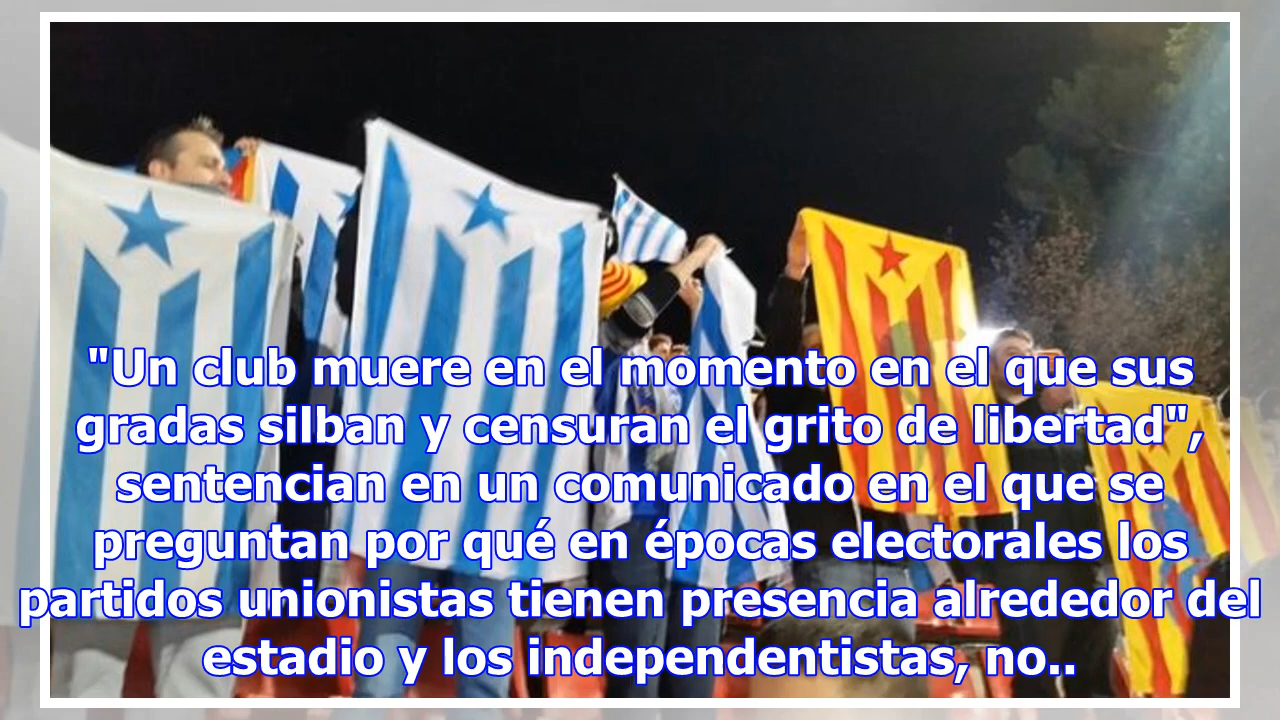 "Un club muere en el momento en el que sus
gradas silban y censuran el grito de libertad",
sentencian en un comunicado en el que se
preguntan por qué en épocas electorales los
partidos unionistas tienen presencia alrededor del
estadio y los independentistas, no..